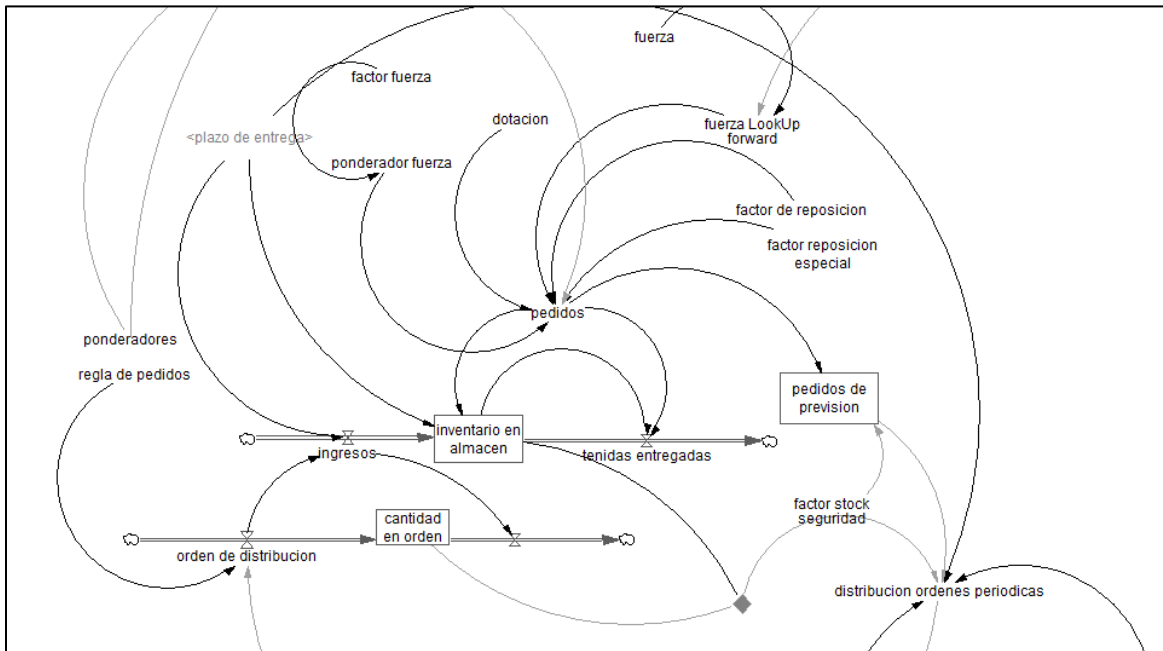 fuerza
factor fuerza
dotacion
fuerza LookUp
forward
<plazo de entrega>
ponderador fuerza
factor de reposicion
factor reposicion
especial
pedidos
ponderadores
regla de pedidos
pedidos de
prevision
inventario en
almacen
ingresos
tenidas entregadas
factor stock
seguridad
cantidad
en orden
orden de distribucion
distribución ordenes periodicas